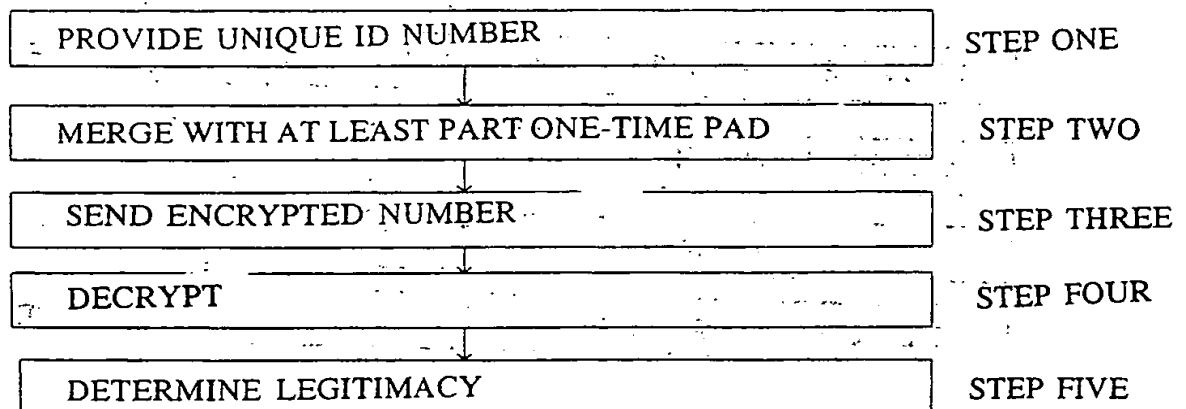 PROVIDE UNIQUE ID NUMBER STEP ONE
MERGE WITH AT LEAST PART ONE-TIME PAD STEP TWO
SEND ENCRYPTED NUMBER STEP THREE
DECRYPT STEP FOUR
DETERMINE LEGITIMACY STEP FIVE